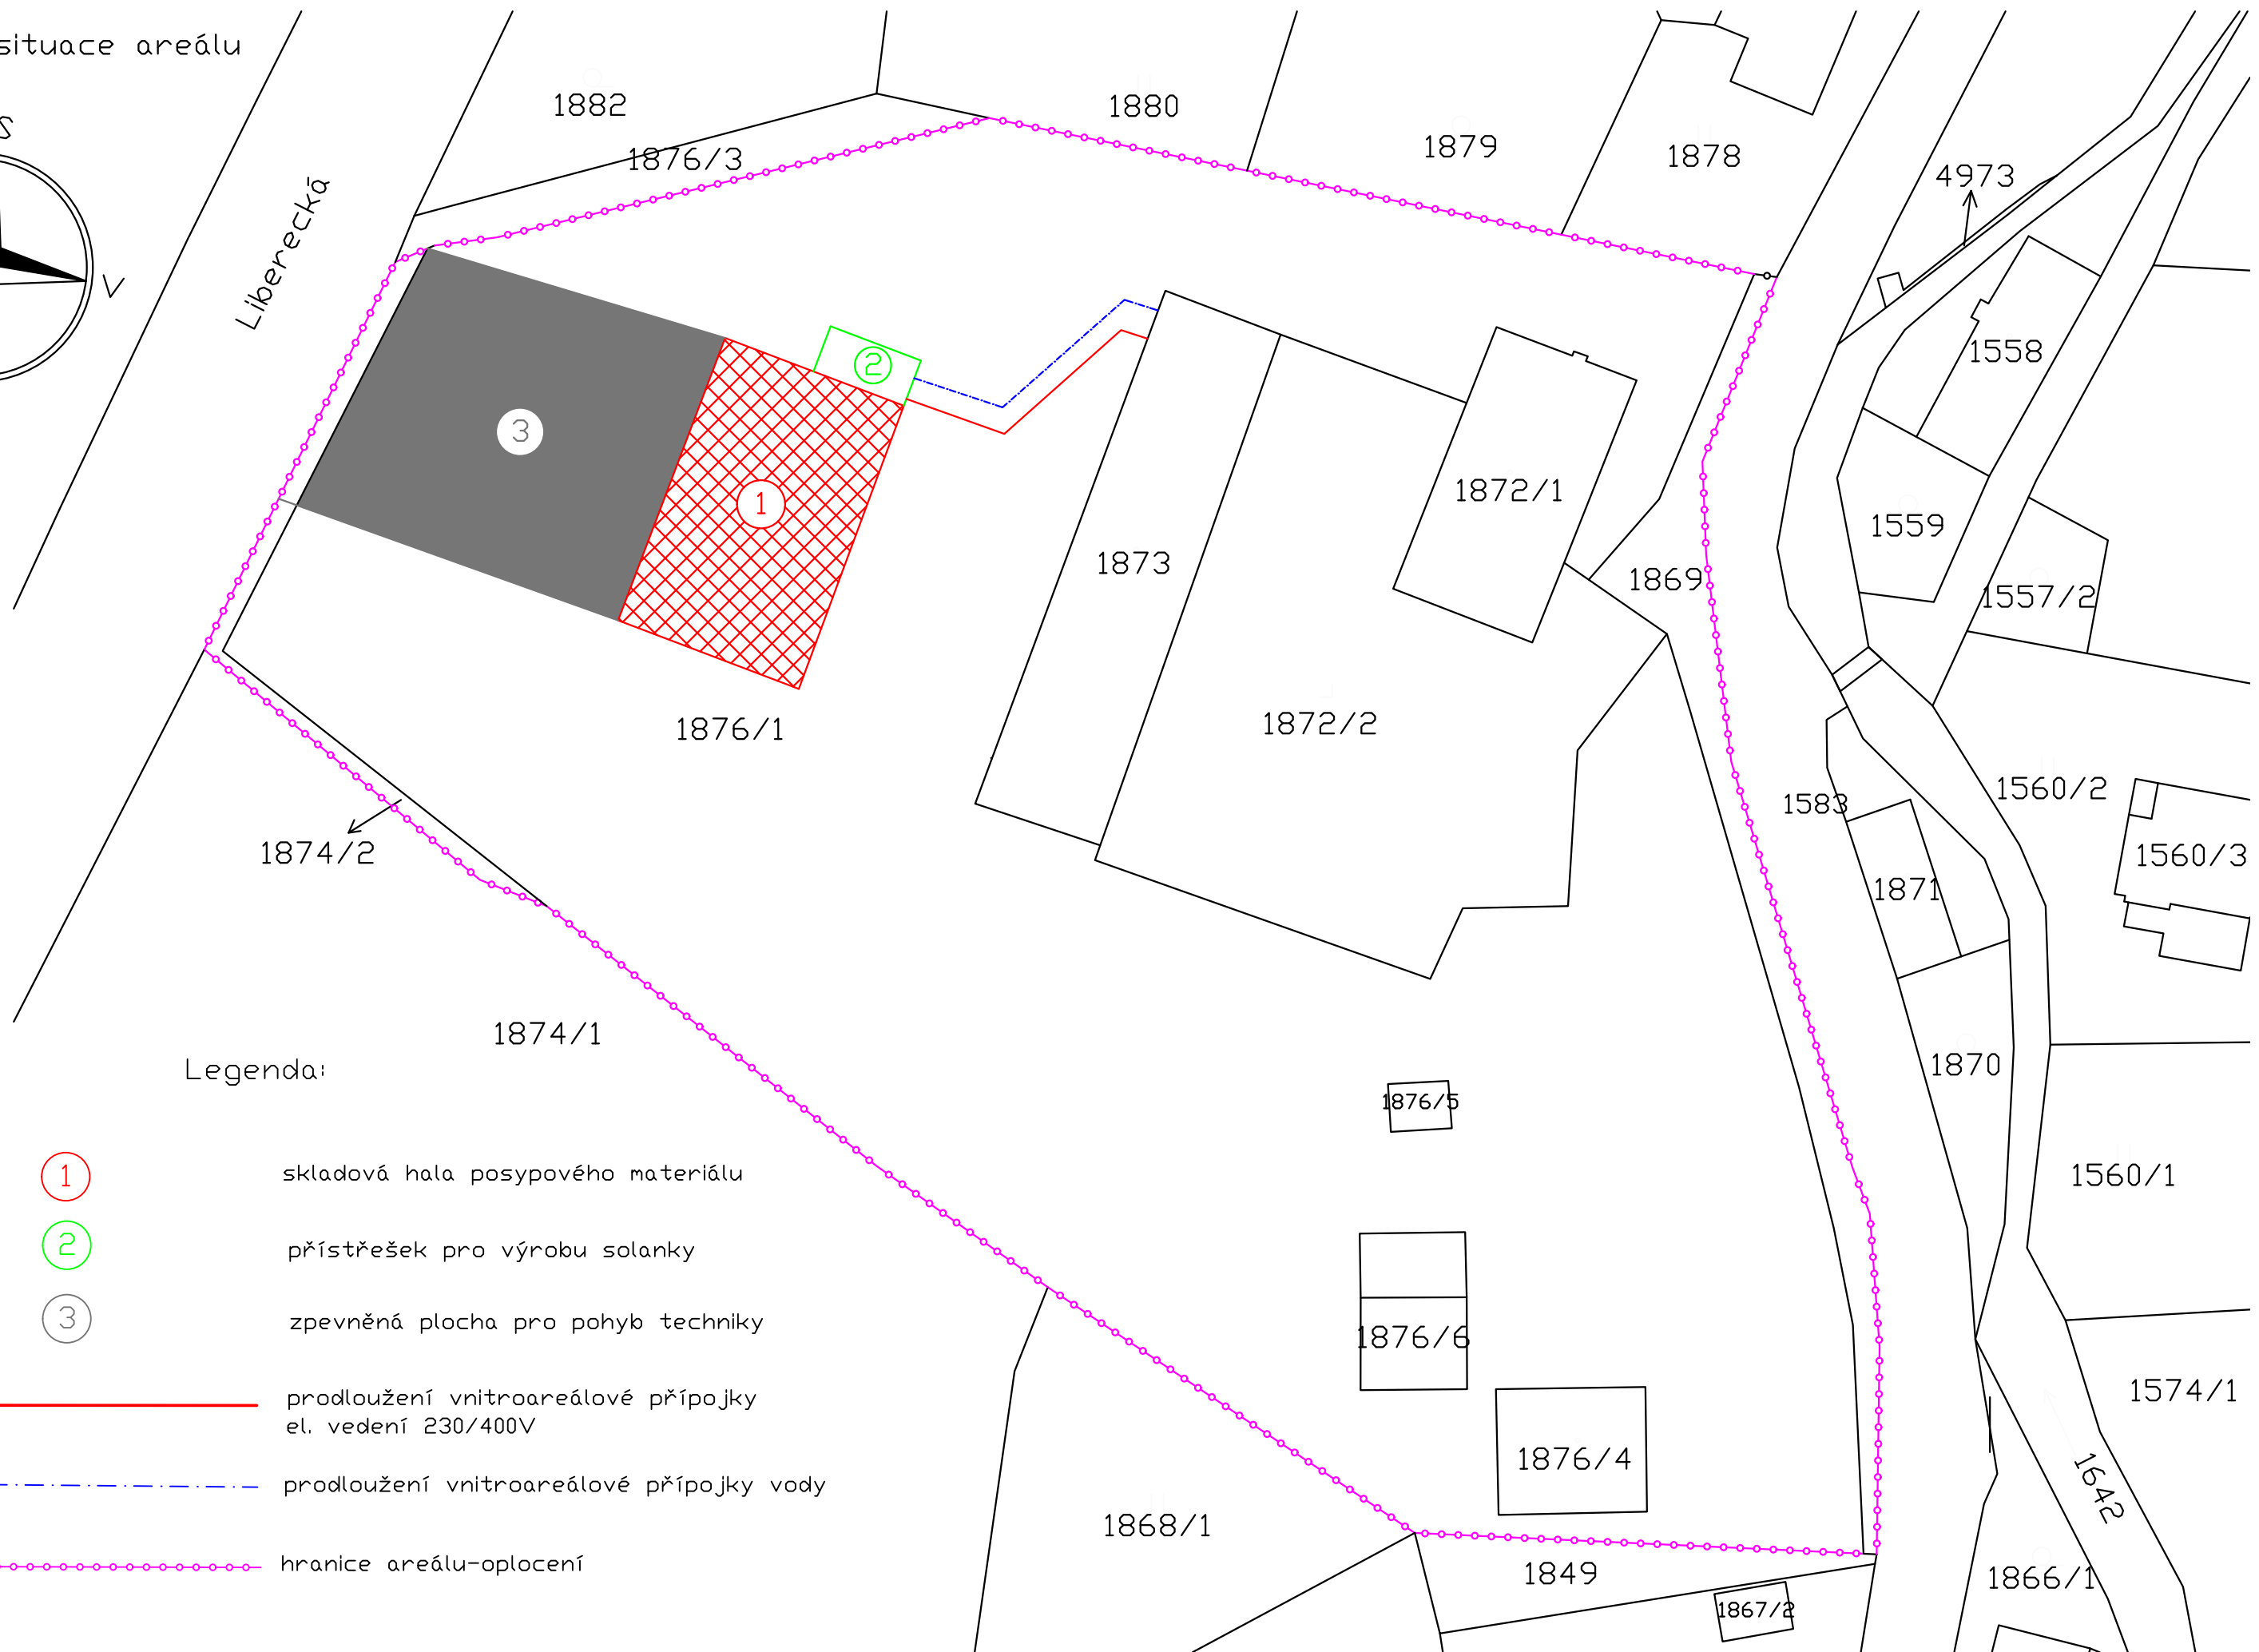 situace areálu
S
V
Liberecká
1882
1876/3
1880
1879
1878
4973
1558
1559
1557/2
1872/1
1869
1873
1872/2
1876/1
3
1
2
1874/2
1874/1
1583
1560/2
1560/3
1871
1870
1560/1
1574/1
1642
1876/5
1876/6
1876/4
1868/1
1849
1867/2
1866/1
Legenda:
1 skladová hala posypového materiálu
2 přístřešek pro výrobu solanky
3 zpevněná plocha pro pohyb techniky
prodloužení vnitroareálové přípojky
el. vedení 230/400V
prodloužení vnitroareálové přípojky vody
hranice areálu-oplocení